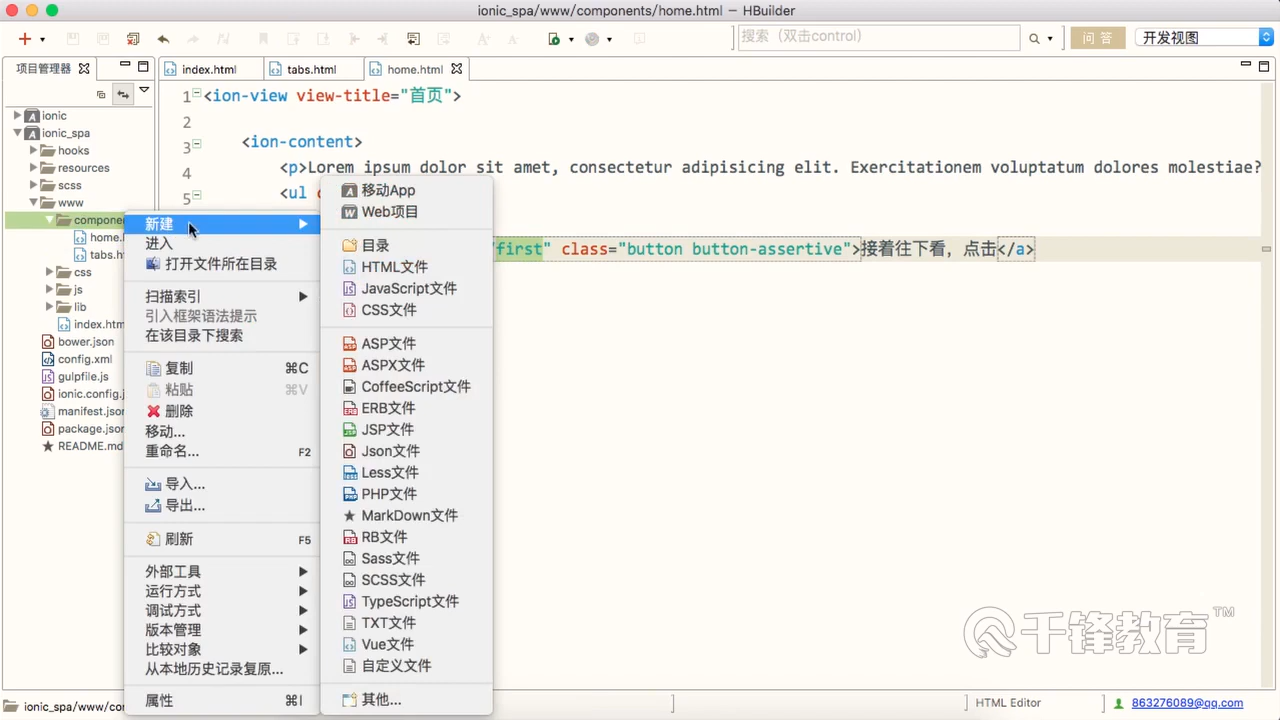 ionic_spa/www/components/home.html — HBuilder
搜索（双击control）
问 答
开发视图
项目管理器
index.html
tabs.html
home.html
ionic
ionic_spa
hooks
resources
scss
www
componen
home.
tabs.h
css
js
lib
index.htm
bower.json
config.xml
gulpfile.js
ionic.config.j
manifest.json
package.json
README.md
1 <ion-view view-title="首页">
2
3 <ion-content>
4 <p>Lorem ipsum dolor sit amet, consectetur adipisicing elit. Exercitationem voluptatum dolores molestiae?
5 <ul
first" class="button button-assertive">接着往下看，点击</a>
新建
进入
打开文件所在目录
扫描索引
引入框架语法提示
在该目录下搜索
复制 ⌘C
粘贴 ⌘V
删除
移动...
重命名... F2
导入...
导出...
刷新 F5
外部工具
运行方式
调试方式
版本管理
比较对象
从本地历史记录复原...
属性 ⌘I
移动App
Web项目
目录
HTML文件
JavaScript文件
CSS文件
ASP文件
ASPX文件
CoffeeScript文件
ERB文件
JSP文件
Json文件
Less文件
PHP文件
MarkDown文件
RB文件
Sass文件
SCSS文件
TypeScript文件
TXT文件
Vue文件
自定义文件
其他...
千锋教育™
ionic_spa/www/co
HTML Editor
863276089@qq.com